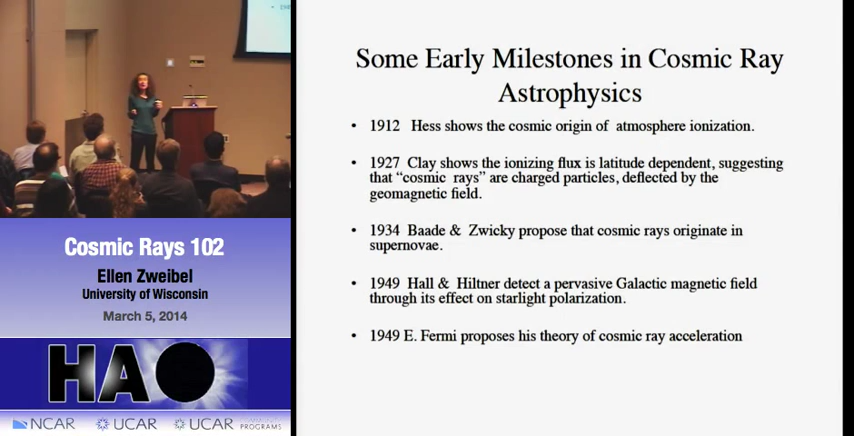 Some Early Milestones in Cosmic Ray
Astrophysics
• 1912 Hess shows the cosmic origin of atmosphere ionization.
• 1927 Clay shows the ionizing flux is latitude dependent, suggesting
that “cosmic rays” are charged particles, deflected by the
geomagnetic field.
• 1934 Baade & Zwicky propose that cosmic rays originate in
supernovae.
• 1949 Hall & Hiltner detect a pervasive Galactic magnetic field
through its effect on starlight polarization.
• 1949 E. Fermi proposes his theory of cosmic ray acceleration
Cosmic Rays 102
Ellen Zweibel
University of Wisconsin
March 5, 2014
HAO
NCAR UCAR UCAR
PROGRAMS